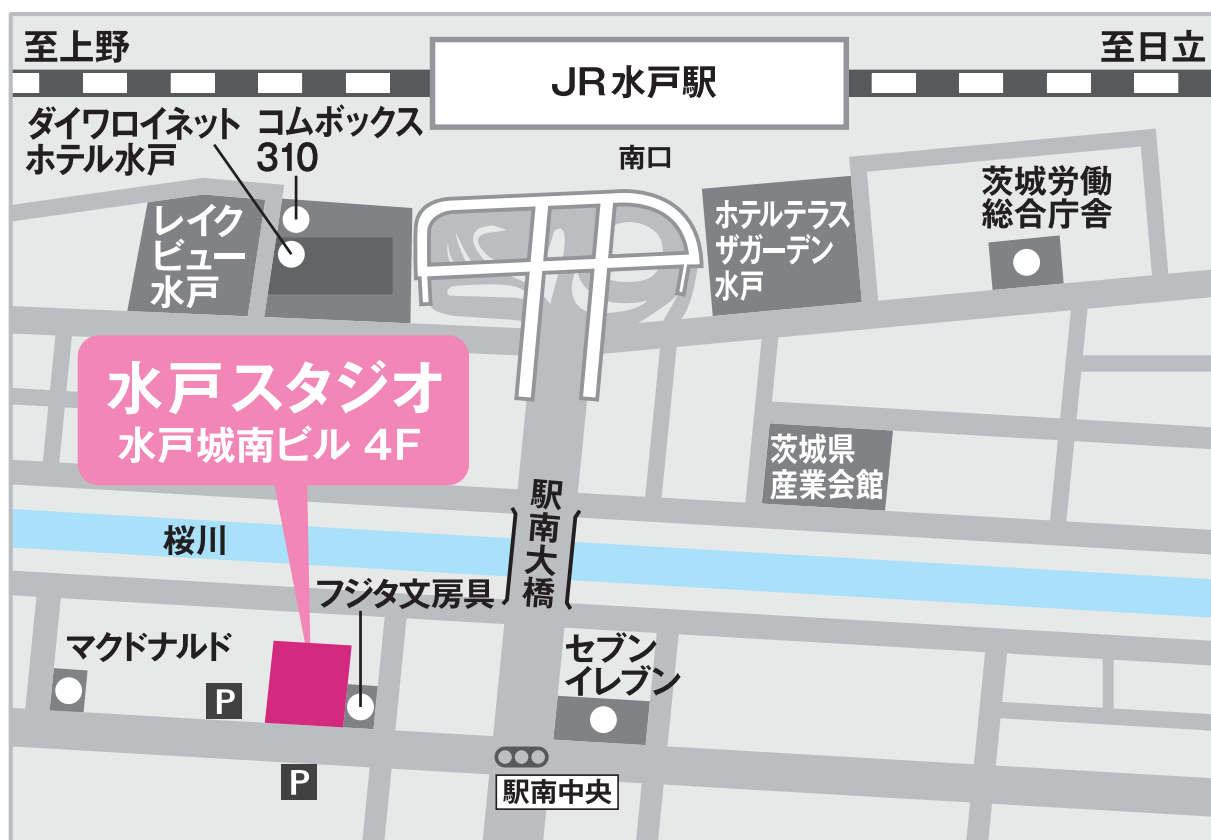 至上野
至日立
JR水戸駅
ダイワロイネット
ホテル水戸
コムボックス
310
南口
茨城労働
総合庁舎
レイク
ビュー
水戸
ホテルテラス
ザガーデン
水戸
水戸スタジオ
水戸城南ビル 4F
茨城県
産業会館
駅南大橋
桜川
フジタ文房具
マクドナルド
セブン
イレブン
P
P
駅南中央